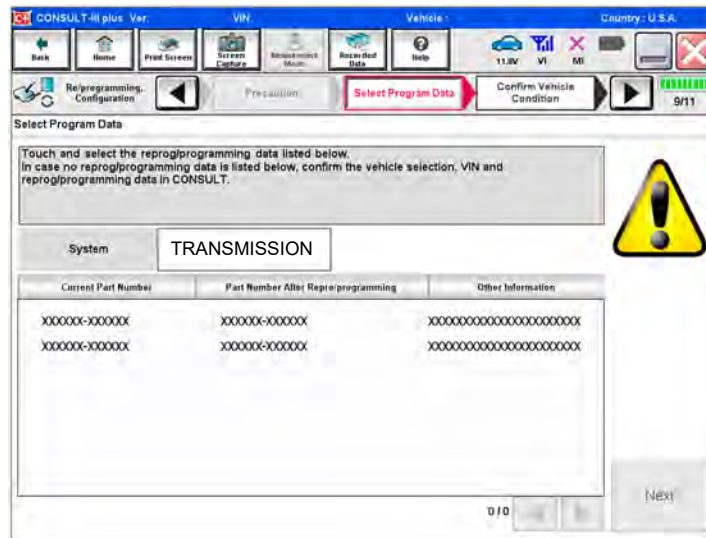 C+ CONSULT-III plus Ver. VIN: Vehicle : Country : U.S.A.
Back Home Print Screen Screen Capture Measurement Mode Recorded Data Help 11.8V VI MI
Re/programming, Configuration Precaution Select Program Data Confirm Vehicle Condition 9/11
Select Program Data
Touch and select the reprog/programming data listed below.
In case no reprog/programming data is listed below, confirm the vehicle selection, VIN and
reprog/programming data in CONSULT.
System TRANSMISSION
Current Part Number Part Number After Repro/programming Other Information
XXXXXX-XXXXXX XXXXXX-XXXXXX XXXXXXXXXXXXXXXXXXXXXXX
XXXXXX-XXXXXX XXXXXX-XXXXXX XXXXXXXXXXXXXXXXXXXXXXX
0 / 0
Next